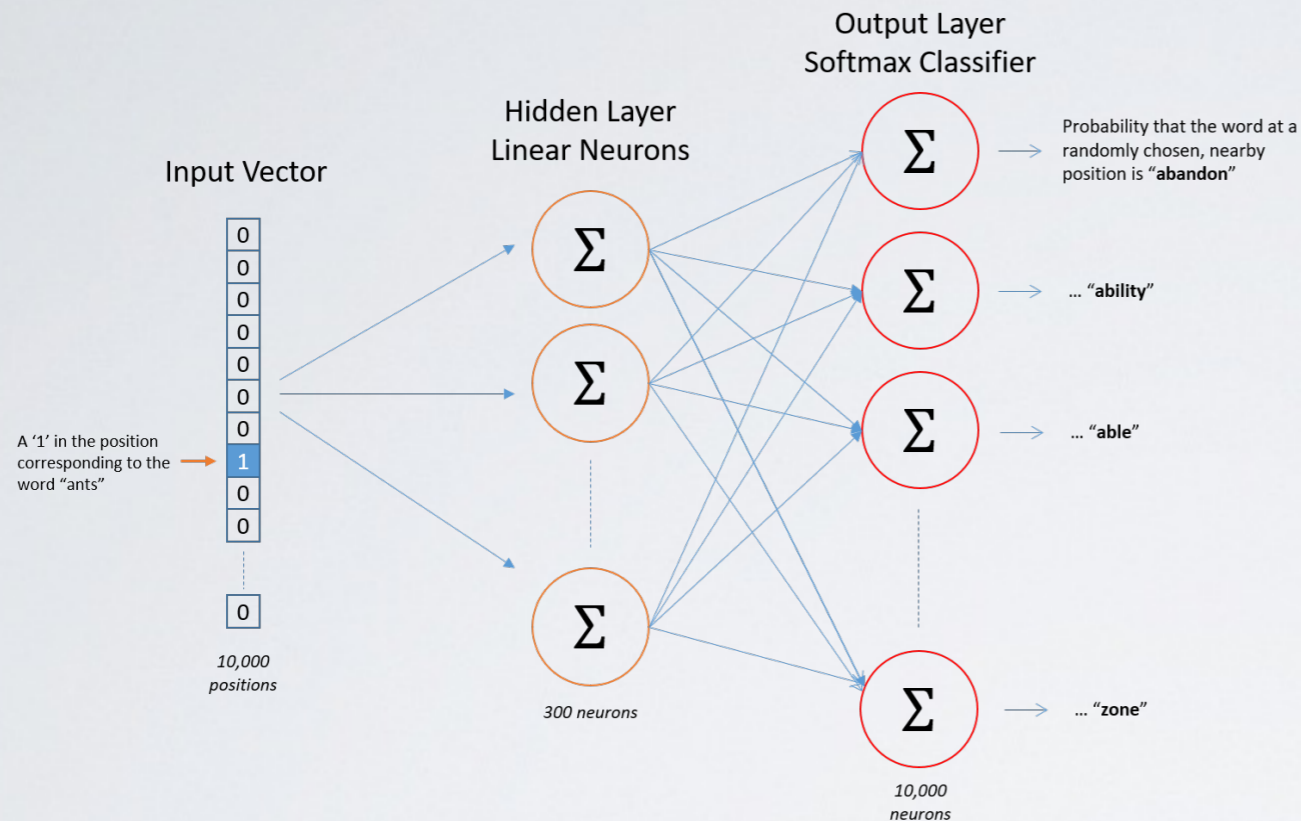 Output Layer
Softmax Classifier
Hidden Layer
Linear Neurons
Input Vector
0
0
0
0
0
0
0
1
0
0
0
A ‘1’ in the position
corresponding to the
word “ants”
10,000
positions
Σ
Σ
Σ
300 neurons
Σ
Σ
Σ
Σ
10,000
neurons
Probability that the word at a
randomly chosen, nearby
position is “abandon”
... “ability”
... “able”
... “zone”